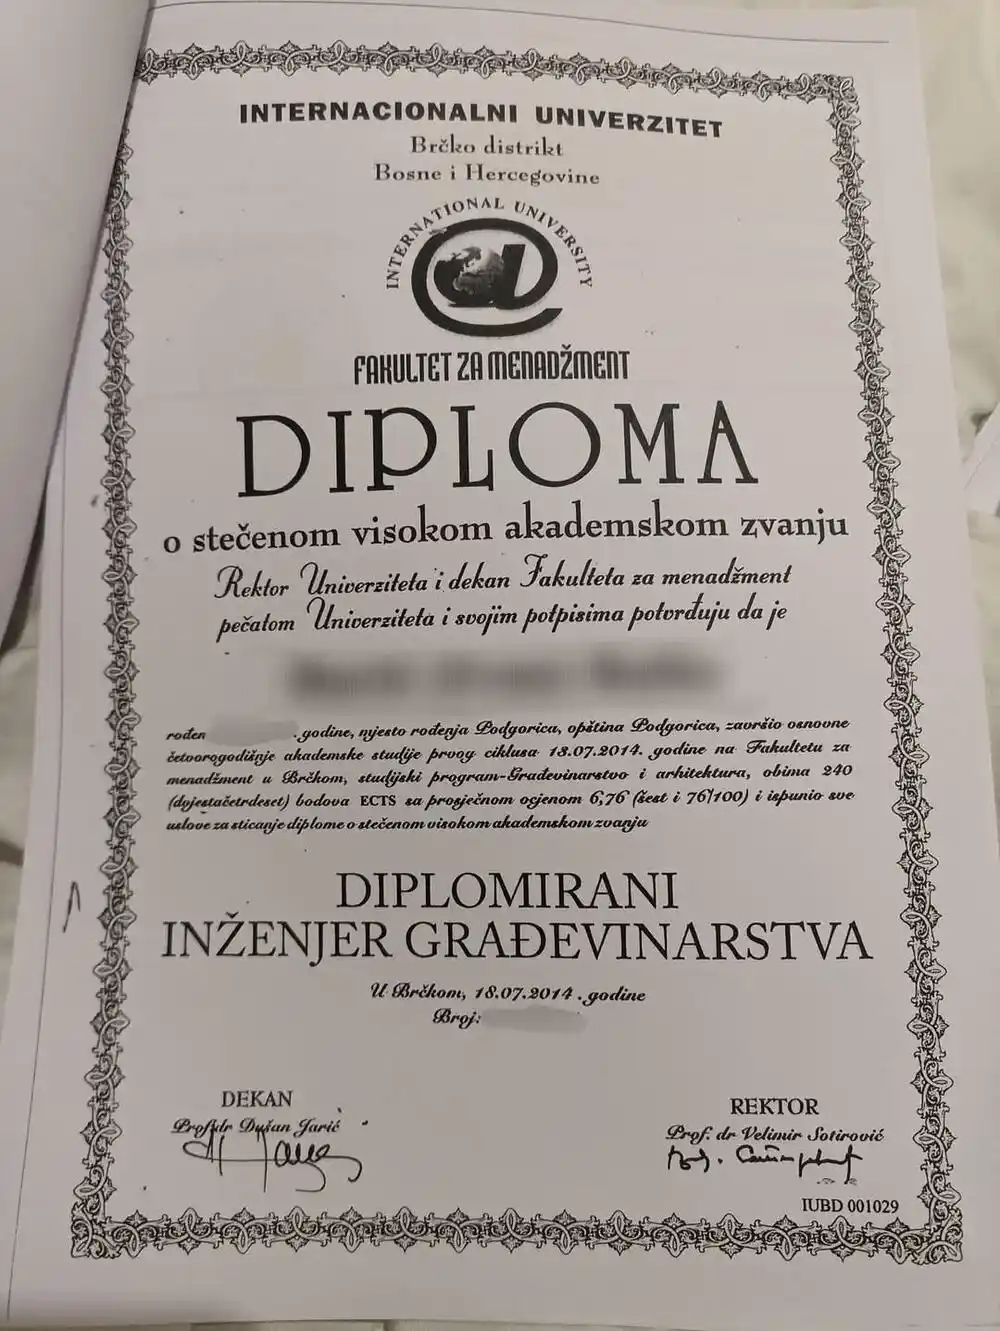 INTERNACIONALNI UNIVERZITET
Brčko distrikt
Bosne i Hercegovine
INTERNATIONAL UNIVERSITY
FAKULTET ZA MENADŽMENT
DIPLOMA
o stečenom visokom akademskom zvanju
Rektor Univerziteta i dekan Fakulteta za menadžment
pečatom Univerziteta i svojim potpisima potvrđuju da je
rođen .godine, mjesto rođenja Podgorica, opština Podgorica, završio osnovne
četvorogodišnje akademske studije prvog ciklusa 18.07.2014. godine na Fakultetu za
menadžment u Brčkom, studijski program-Građevinarstvo i arhitektura, obima 240
(dvjestačetrdeset) bodova ECTS sa prosječnom ocjenom 6,76 (šest i 76/100) i ispunio sve
uslove za sticanje diplome o stečenom visokom akademskom zvanju
DIPLOMIRANI
INŽENJER GRAĐEVINARSTVA
U Brčkom, 18.07.2014. godine
Broj:
DEKAN
Prof. dr Dušan Jarić
REKTOR
Prof. dr Velimir Sotirović
IUBD 001029